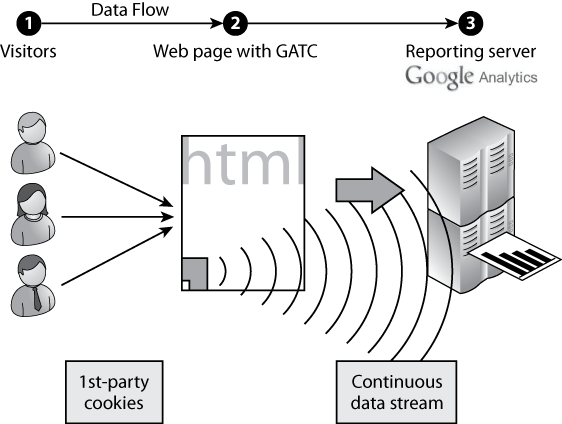 Data Flow
1
2
3
Visitors
Web page with GATC
Reporting server
Google Analytics
html
1st-party
cookies
Continuous
data stream